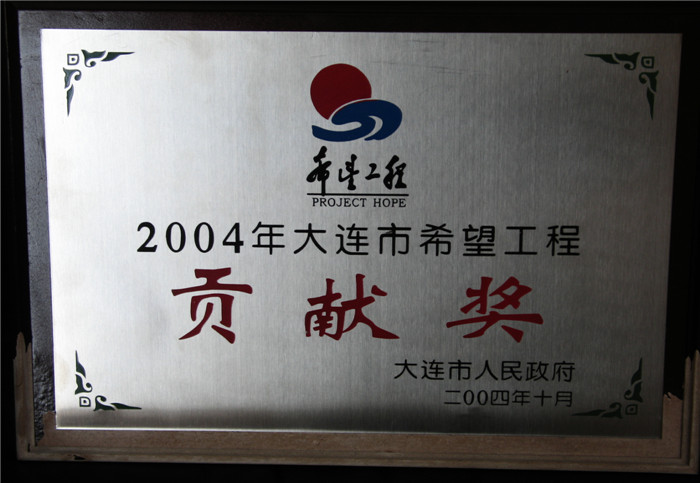 希望工程
PROJECT HOPE
2004年大连市希望工程
贡献奖
大连市人民政府
二00四年十月